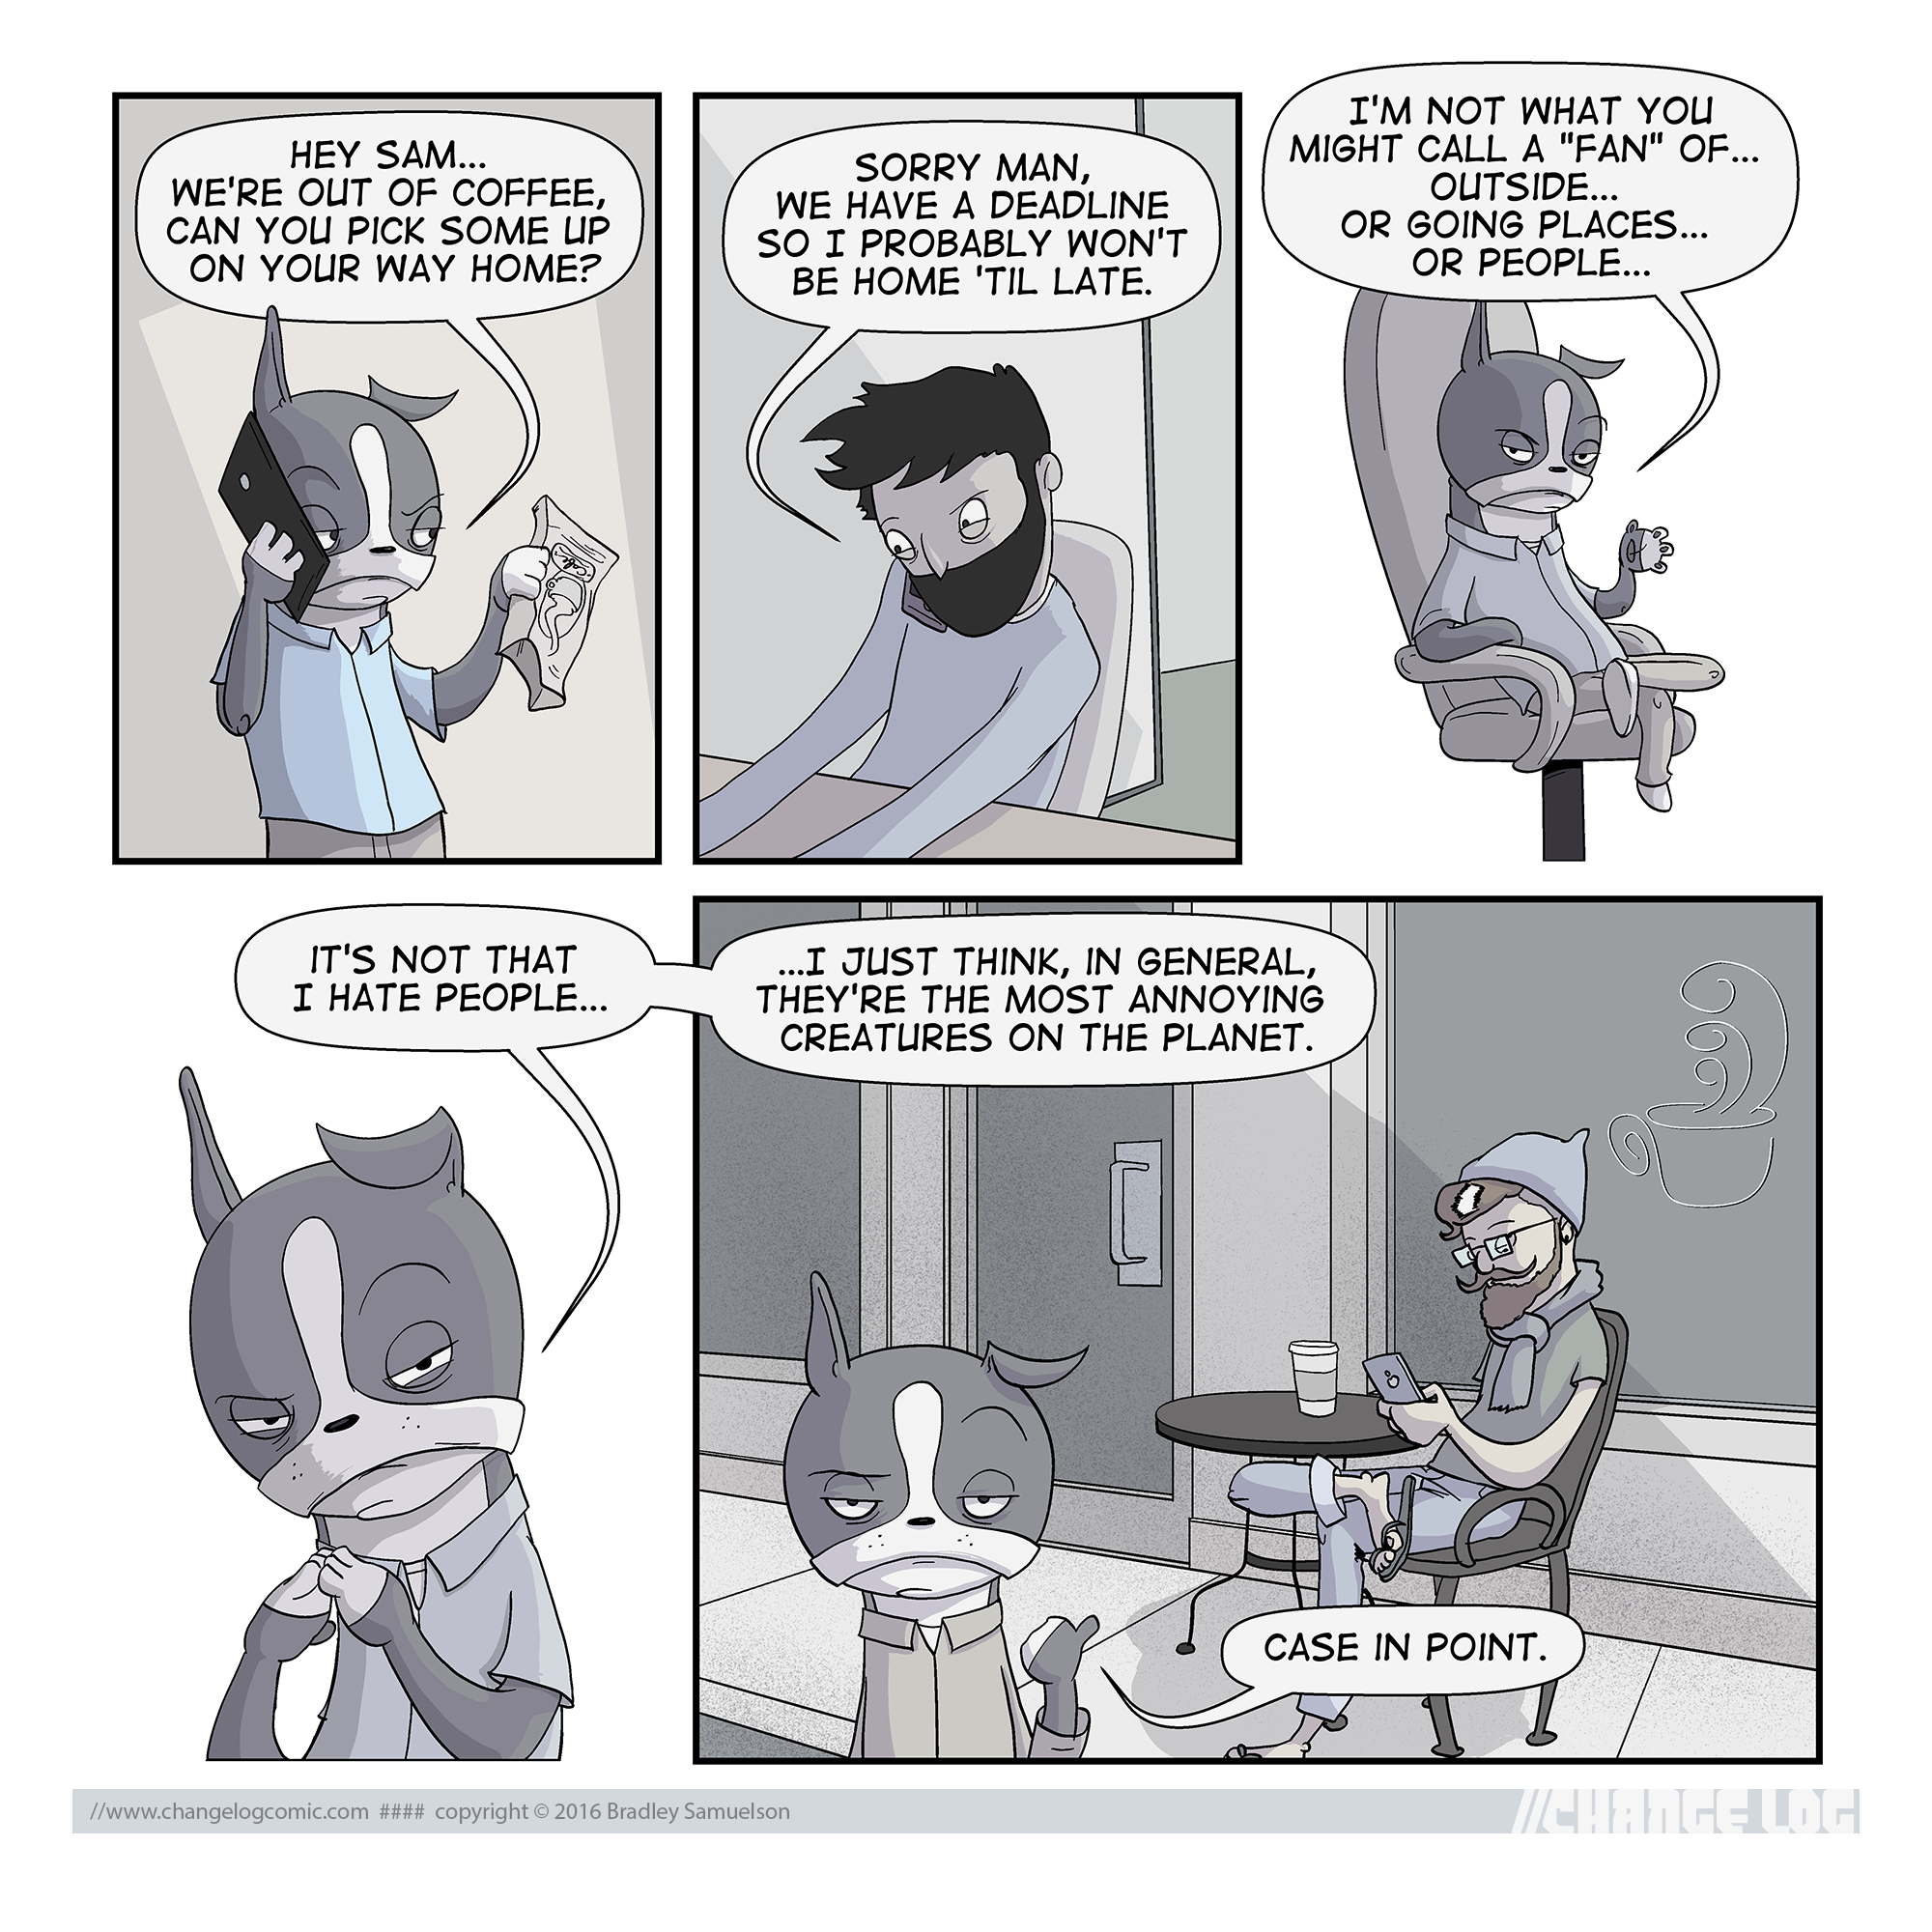 HEY SAM...
WE'RE OUT OF COFFEE,
CAN YOU PICK SOME UP
ON YOUR WAY HOME?
SORRY MAN,
WE HAVE A DEADLINE
SO I PROBABLY WON'T
BE HOME 'TIL LATE.
I'M NOT WHAT YOU
MIGHT CALL A "FAN" OF...
OUTSIDE...
OR GOING PLACES...
OR PEOPLE...
IT'S NOT THAT
I HATE PEOPLE...
...I JUST THINK, IN GENERAL,
THEY'RE THE MOST ANNOYING
CREATURES ON THE PLANET.
CASE IN POINT.
//www.changelogcomic.com #### copyright © 2016 Bradley Samuelson
//CHANGE LOG